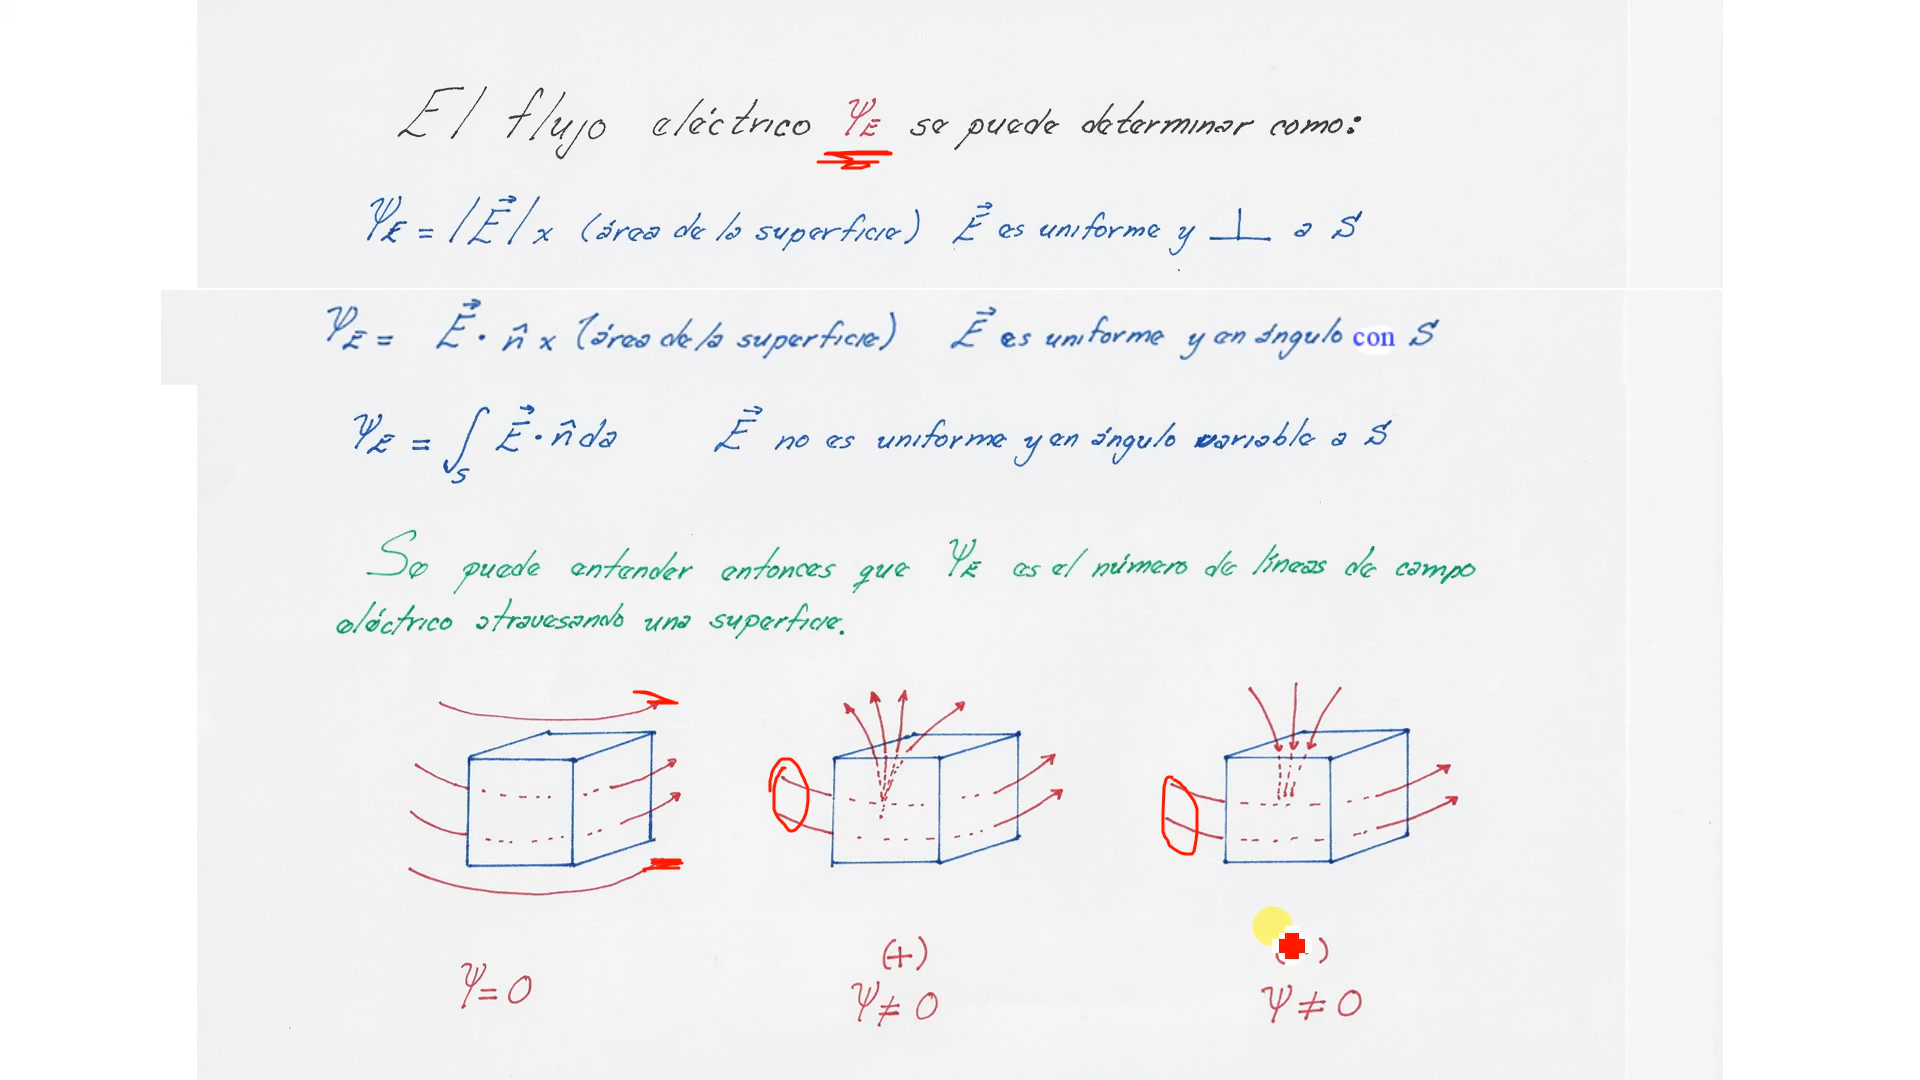 El flujo eléctrico Ψ_E se puede determinar como:
Ψ_E = |E⃗| x (área de la superficie) E⃗ es uniforme y ⊥ a S
Ψ_E = E⃗ · n̂ x (área de la superficie) E⃗ es uniforme y en ángulo con S
Ψ_E = ∫_S E⃗ · n̂ da E⃗ no es uniforme y en ángulo variable a S
Se puede entender entonces que Ψ_E es el número de líneas de campo
eléctrico atravesando una superficie.
(+)
( )
Ψ = 0
Ψ ≠ 0
Ψ ≠ 0